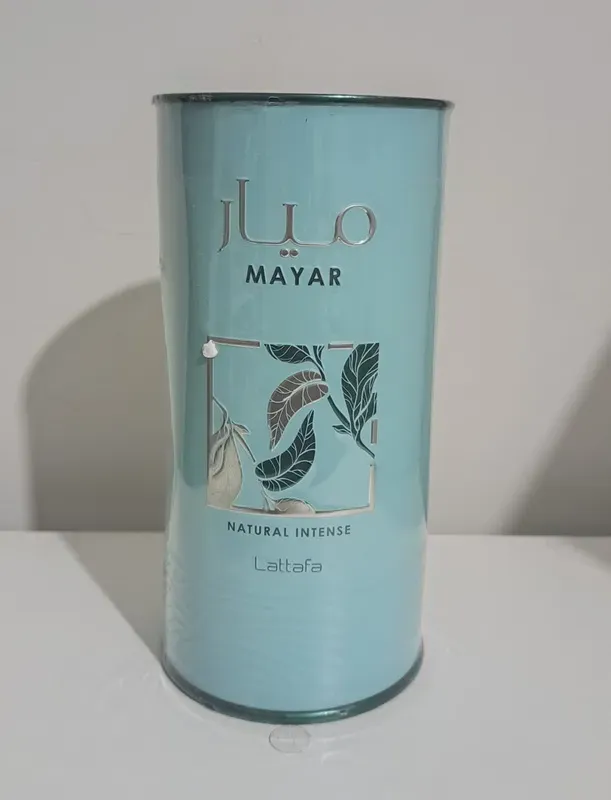 ميار
MAYAR
NATURAL INTENSE
Lattafa